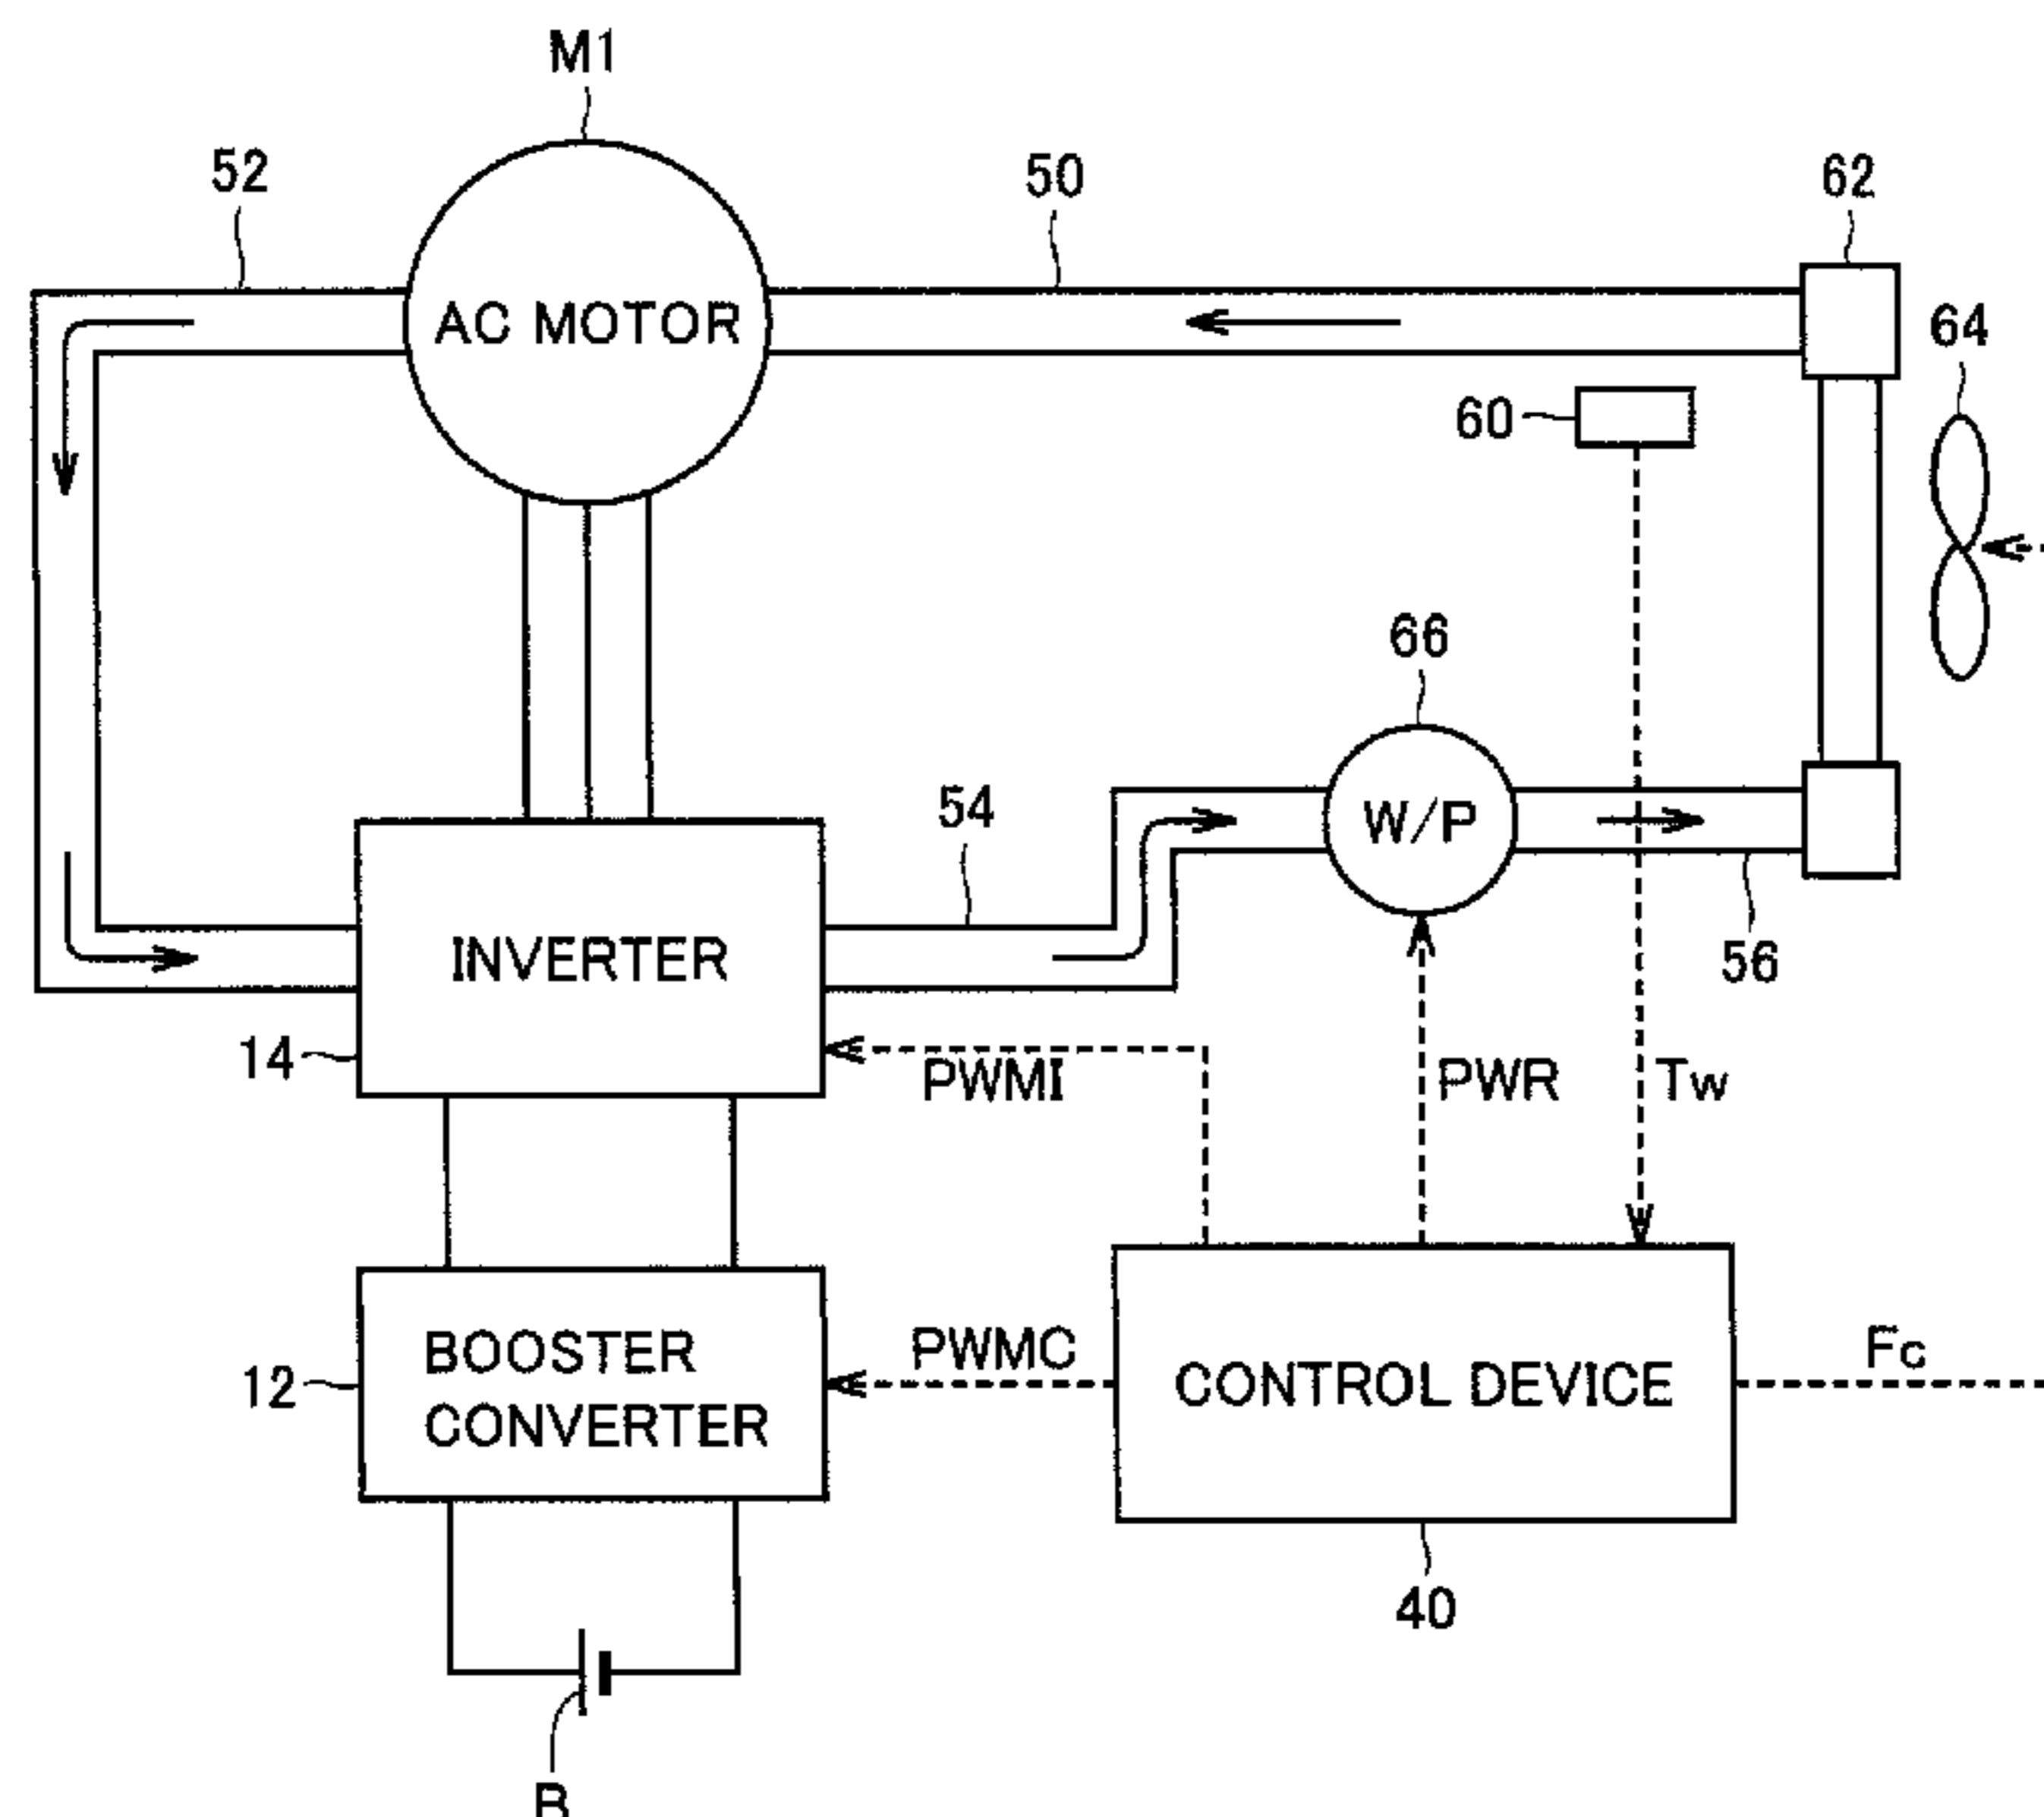 M1
52
50
62
AC MOTOR
64
60
66
54
W/P
INVERTER
56
14
PWMI
PWR
Tw
BOOSTER
CONVERTER
12
PWMC
CONTROL DEVICE
Fc
40
B